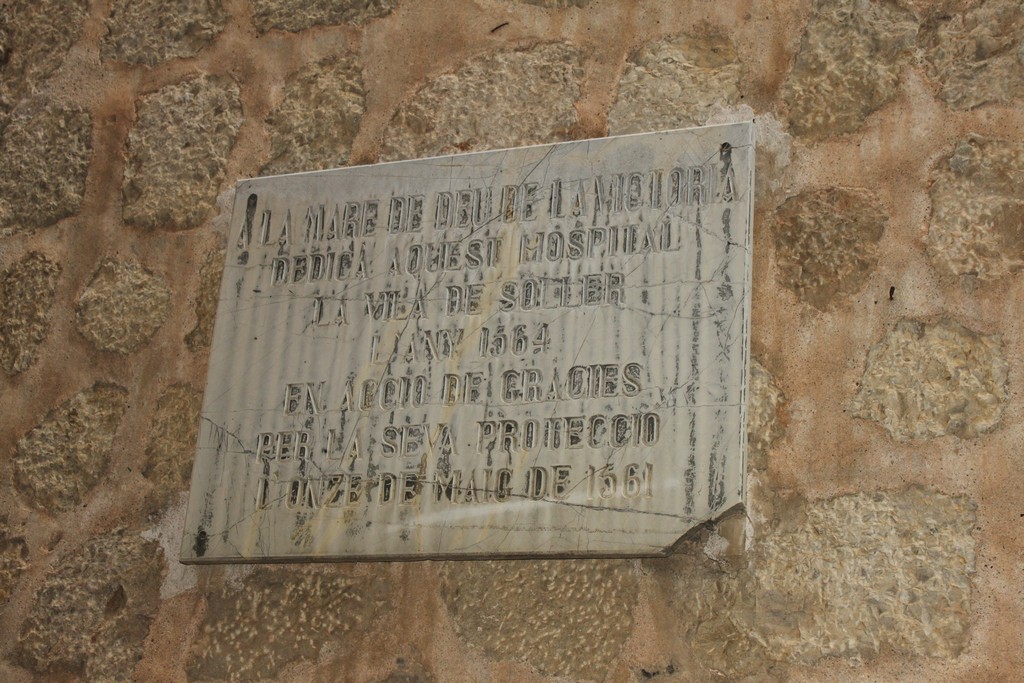 A LA MARE DE DEU DE LA VICTORIA
DEDICA AQUEST HOSPITAL
LA VILA DE SOLLER
L'ANY 1564
EN ACCIO DE GRACIES
PER LA SEVA PROTECCIO
L'ONZE DE MAIG DE 1561